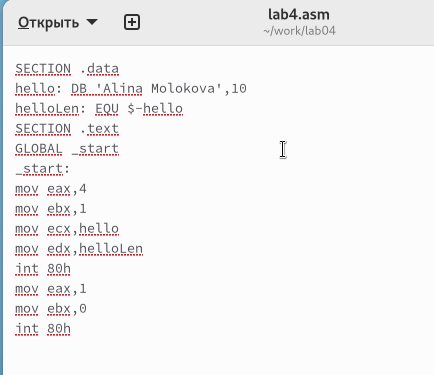 Открыть
lab4.asm
~/work/lab04
SECTION .data
hello: DB 'Alina Molokova',10
helloLen: EQU $-hello
SECTION .text
GLOBAL _start
_start:
mov eax,4
mov ebx,1
mov ecx,hello
mov edx,helloLen
int 80h
mov eax,1
mov ebx,0
int 80h